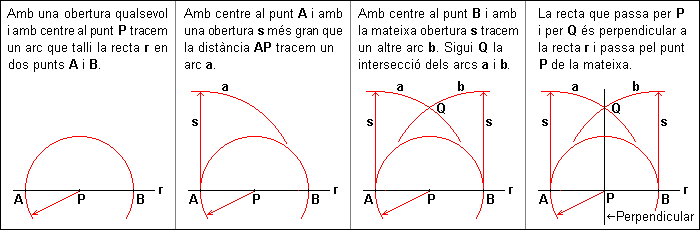 Amb una obertura qualsevol
i amb centre al punt P tracem
un arc que talli la recta r en
dos punts A i B.
A
P
B
r
Amb centre al punt A i amb
una obertura s més gran que
la distància AP tracem un
arc a.
a
s
A
P
B
r
Amb centre al punt B i amb
la mateixa obertura s tracem
un altre arc b. Sigui Q la
intersecció dels arcs a i b.
a
b
Q
s
s
A
P
B
r
La recta que passa per P
i per Q és perpendicular a
la recta r i passa pel punt
P de la mateixa.
a
b
Q
s
s
A
P
B
r
←Perpendicular